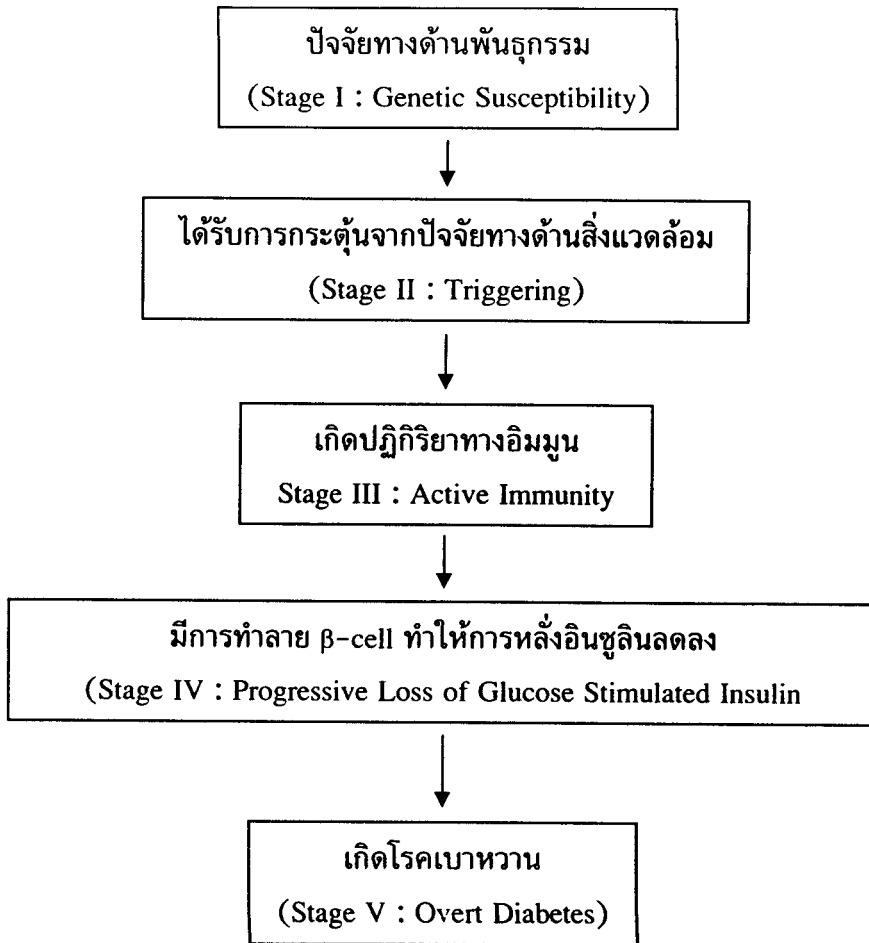 ปัจจัยทางด้านพันธุกรรม
(Stage I : Genetic Susceptibility)
ได้รับการกระตุ้นจากปัจจัยทางด้านสิ่งแวดล้อม
(Stage II : Triggering)
เกิดปฏิกิริยาทางอิมมูน
Stage III : Active Immunity
มีการทำลาย β-cell ทำให้การหลั่งอินซูลินลดลง
(Stage IV : Progressive Loss of Glucose Stimulated Insulin
เกิดโรคเบาหวาน
(Stage V : Overt Diabetes)